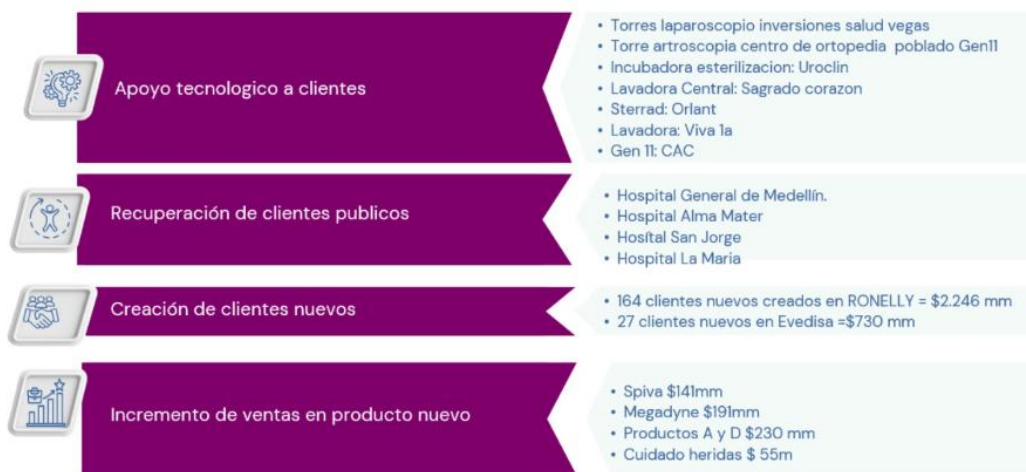 Apoyo tecnologico a clientes
• Torres laparoscopio inversiones salud vegas
• Torre artroscopia centro de ortopedia poblado Gen11
• Incubadora esterilizacion: Uroclin
• Lavadora Central: Sagrado corazon
• Sterrad: Orlant
• Lavadora: Viva 1a
• Gen 11: CAC
Recuperación de clientes publicos
• Hospital General de Medellín.
• Hospital Alma Mater
• Hosítal San Jorge
• Hospital La Maria
Creación de clientes nuevos
• 164 clientes nuevos creados en RONELLY = $2.246 mm
• 27 clientes nuevos en Evedisa =$730 mm
Incremento de ventas en producto nuevo
• Spiva $141mm
• Megadyne $191mm
• Productos A y D $230 mm
• Cuidado heridas $ 55m